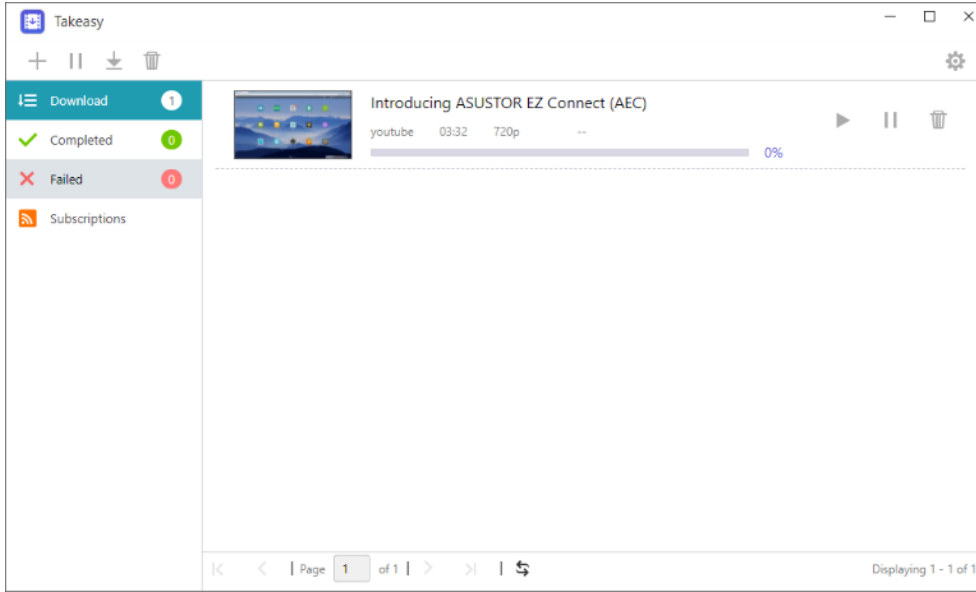 Takeasy
Download 1
Completed 0
Failed 0
Subscriptions
Introducing ASUSTOR EZ Connect (AEC)
youtube 03:32 720p --
0%
Page 1 of 1
Displaying 1 - 1 of 1